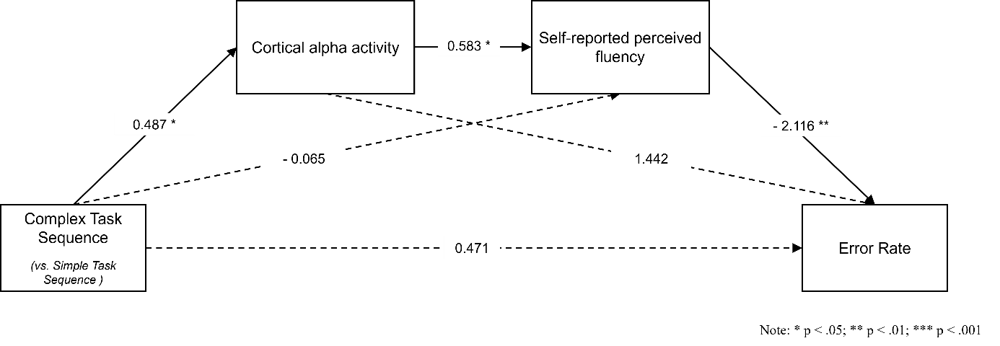 Cortical alpha activity
0.583 *
Self-reported perceived
fluency
0.487 *
- 2.116 **
- 0.065
1.442
Complex Task
Sequence
(vs. Simple Task
Sequence )
0.471
Error Rate
Note: * p < .05; ** p < .01; *** p < .001